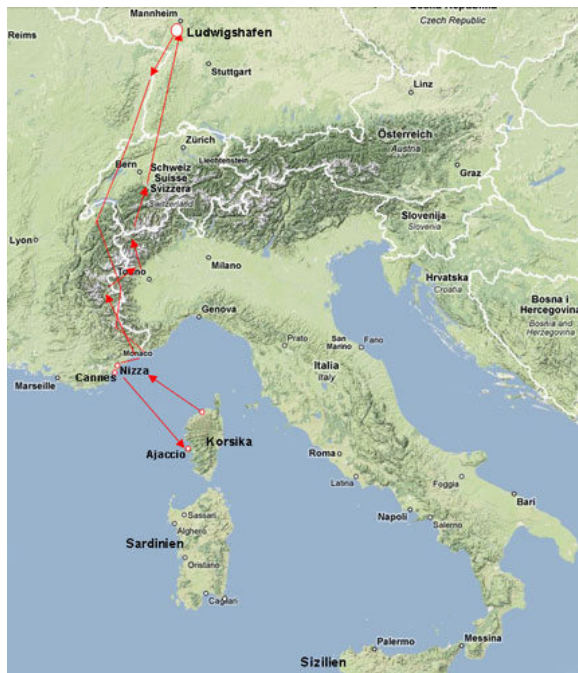 Česká Republika
Czech Republic
Mannheim
Reims
Ludwigshafen
Stuttgart
Linz
Zürich
Österreich
Austria
Liechtenstein
Bern
Schweiz
Suisse
Svizzera
Switzerland
Graz
Slovenija
Slovenia
Lyon
Milano
Torino
Hrvatska
Croatia
Bosna i
Hercegovina
Bosnia and
Herzegovina
Genova
Prato
San
Marino
Fano
Monaco
Italia
Italy
Nizza
Cannes
Marseille
Korsika
Ajaccio
Roma
Latina
Foggia
Bari
Napoli
Salerno
Sassari
Alghero
Sardinien
Oristano
Cagliari
Palermo
Messina
Sizilien